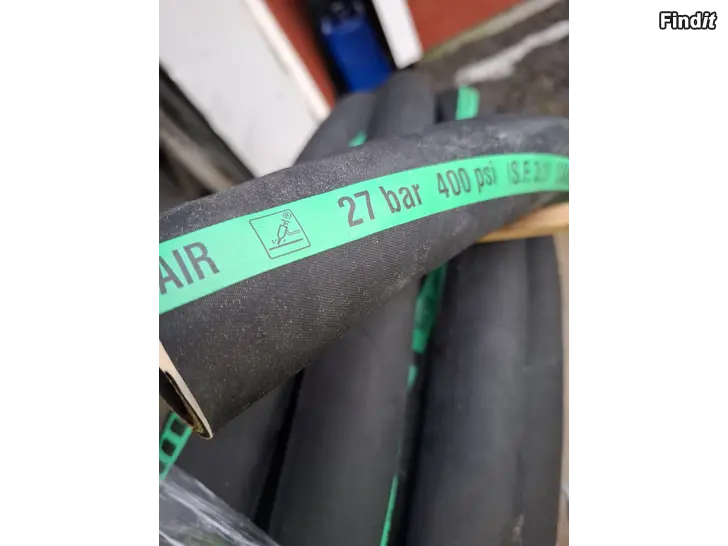 Findit
AIR 27 bar 400 psi (S.F.